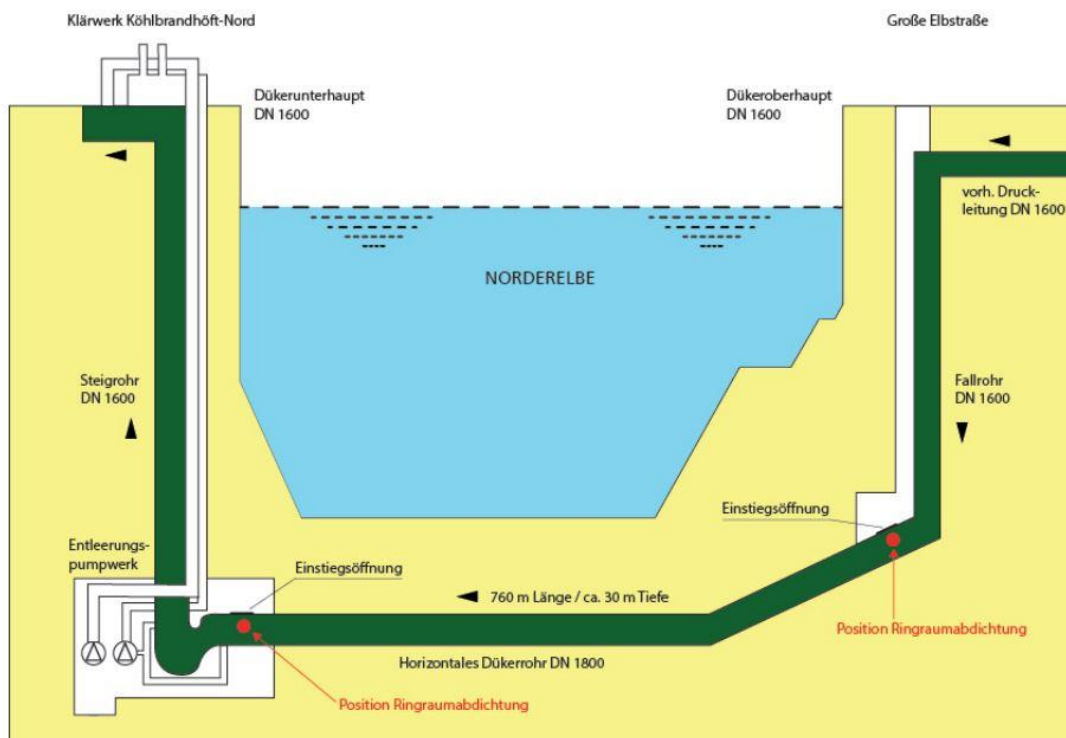 Klärwerk Köhlbrandhöft-Nord
Große Elbstraße
Dükerunterhaupt
DN 1600
Dükeroberhaupt
DN 1600
vorh. Druck-
leitung DN 1600
NORDERELBE
Steigrohr
DN 1600
Fallrohr
DN 1600
Einstiegsöffnung
Entleerungs-
pumpwerk
Einstiegsöffnung
760 m Länge / ca. 30 m Tiefe
Position Ringraumabdichtung
Horizontales Dükerrohr DN 1800
Position Ringraumabdichtung